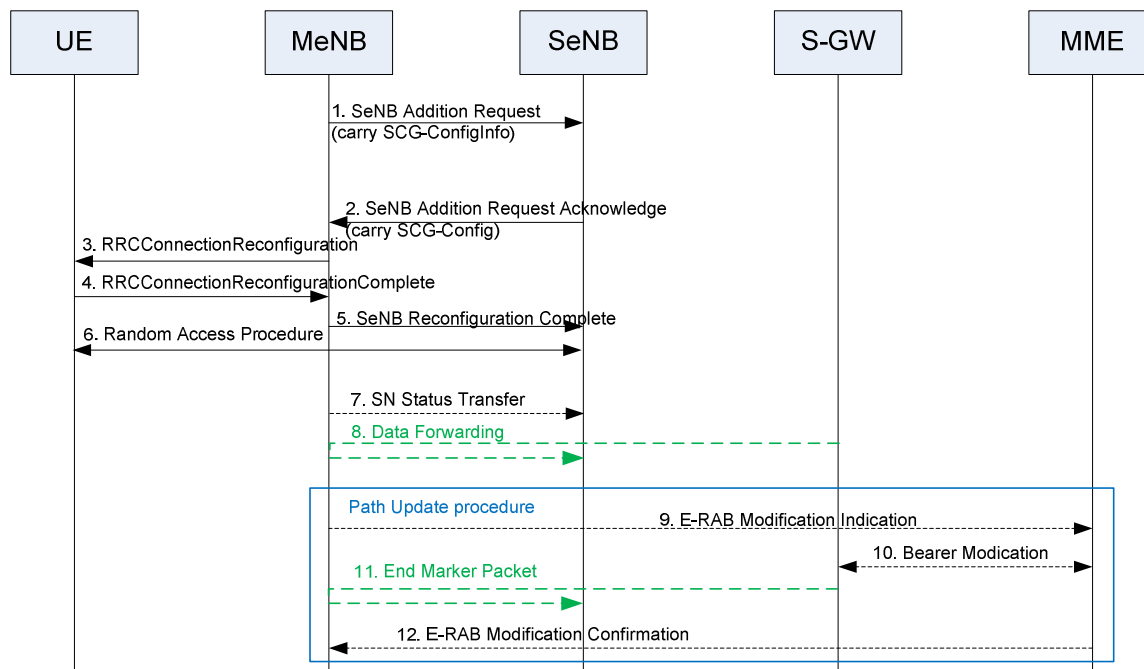 UE
MeNB
SeNB
S-GW
MME
1. SeNB Addition Request
(carry SCG-ConfigInfo)
2. SeNB Addition Request Acknowledge
(carry SCG-Config)
3. RRCConnectionReconfiguration
4. RRCConnectionReconfigurationComplete
5. SeNB Reconfiguration Complete
6. Random Access Procedure
7. SN Status Transfer
8. Data Forwarding
Path Update procedure
9. E-RAB Modification Indication
10. Bearer Modication
11. End Marker Packet
12. E-RAB Modification Confirmation